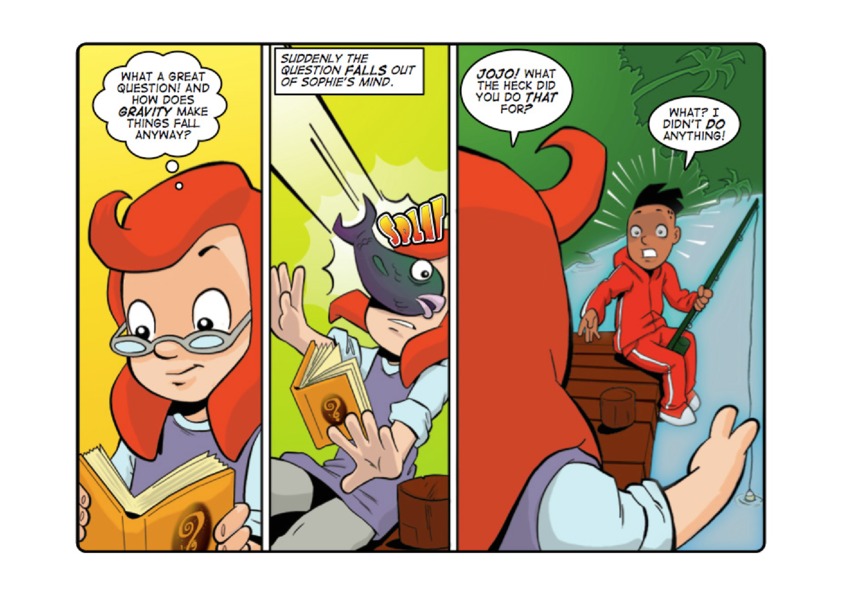 WHAT A GREAT
QUESTION! AND
HOW DOES
GRAVITY MAKE
THINGS FALL
ANYWAY?
SUDDENLY THE
QUESTION FALLS OUT
OF SOPHIE'S MIND.
SPLAT
JOJO! WHAT
THE HECK DID
YOU DO THAT
FOR?
WHAT? I
DIDN'T DO
ANYTHING!